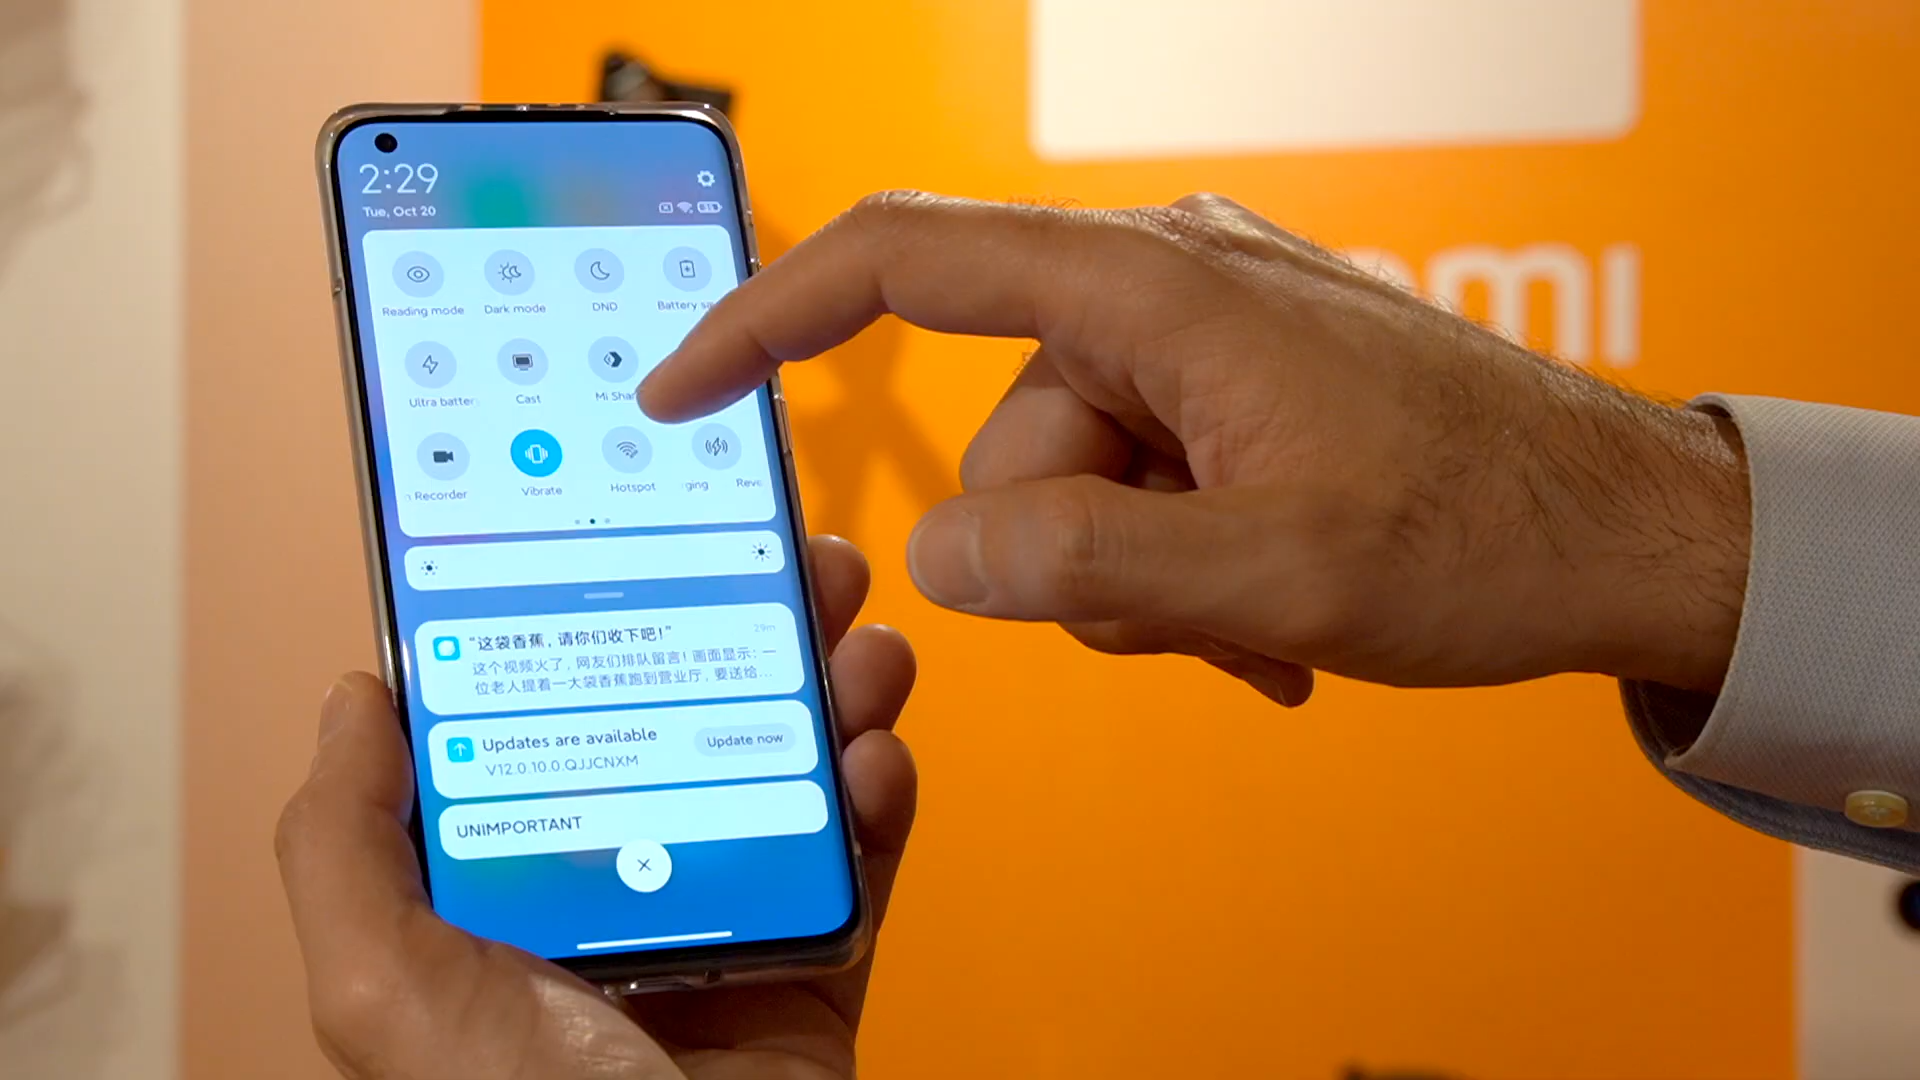 2:29
Tue, Oct 20
Reading mode Dark mode DND Battery sa
Ultra batter Cast Mi Shar
n Recorder Vibrate Hotspot ging Reve
“这袋香蕉，请你们收下吧！” 29m
这个视频火了，网友们排队留言！画面显示：一
位老人提着一大袋香蕉跑到营业厅，要送给...
Updates are available Update now
V12.0.10.0.QJJCNXM
UNIMPORTANT
mi